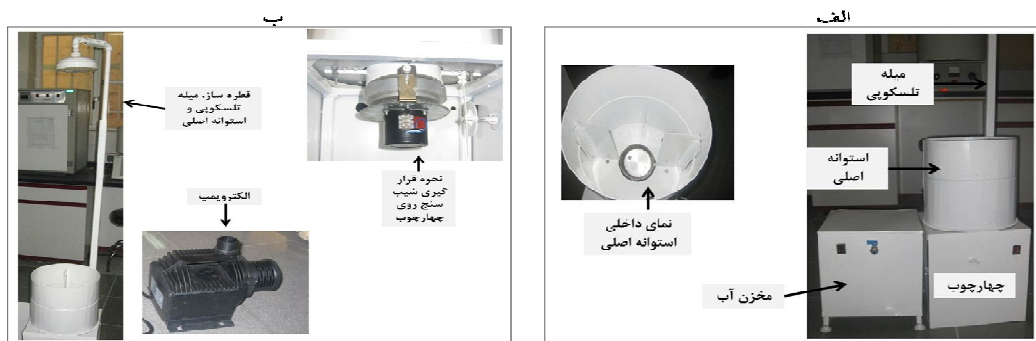 الف
میله
تلسکوپی
استوانه
اصلی
نمای داخلی
استوانه اصلی
مخزن آب
چهارچوب
ب
قطره ساز، میله
تلسکوپی و
استوانه اصلی
نحوه قرار
گیری شیب
سنج روی
چهارچوب
الکتروپمپ